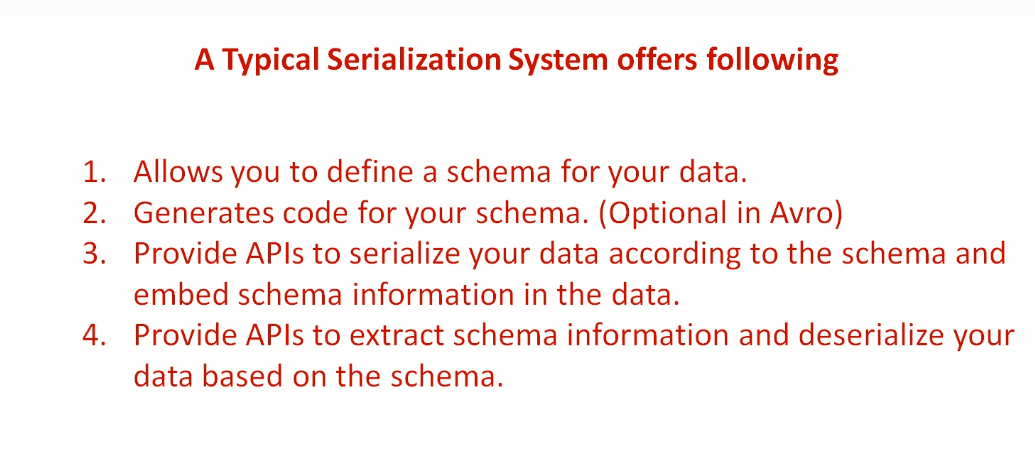 A Typical Serialization System offers following
1. Allows you to define a schema for your data.
2. Generates code for your schema. (Optional in Avro)
3. Provide APIs to serialize your data according to the schema and
embed schema information in the data.
4. Provide APIs to extract schema information and deserialize your
data based on the schema.